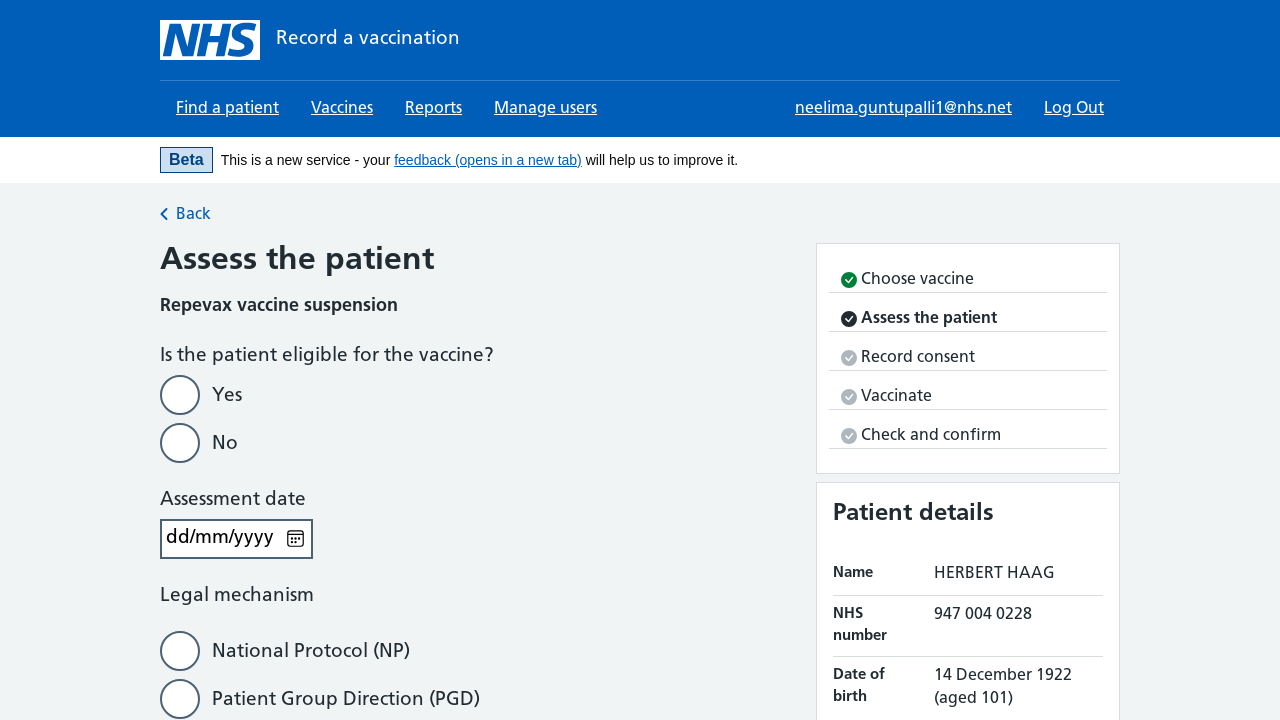 NHS Record a vaccination
Find a patient Vaccines Reports Manage users neelima.guntupalli1@nhs.net Log Out
Beta This is a new service - your feedback (opens in a new tab) will help us to improve it.
Back
Assess the patient
Repevax vaccine suspension
Is the patient eligible for the vaccine?
Yes
No
Assessment date
dd/mm/yyyy
Legal mechanism
National Protocol (NP)
Patient Group Direction (PGD)
Choose vaccine
Assess the patient
Record consent
Vaccinate
Check and confirm
Patient details
Name HERBERT HAAG
NHS number 947 004 0228
Date of birth 14 December 1922
(aged 101)